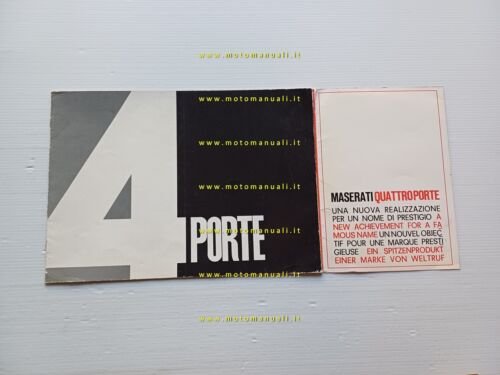 www.motomanuali.it
www.motomanuali.it
www.motomanuali.it
www.motomanuali.it
www.motomanuali.it
www.motomanuali.it
www.motomanuali.it
4
PORTE
MASERATI QUATTROPORTE
UNA NUOVA REALIZZAZIONE
PER UN NOME DI PRESTIGIO A
NEW ACHIEVEMENT FOR A FA
MOUS NAME UN NOUVEL OBJEC
TIF POUR UNE MARQUE PRESTI
GIEUSE EIN SPITZENPRODUKT
EINER MARKE VON WELTRUF